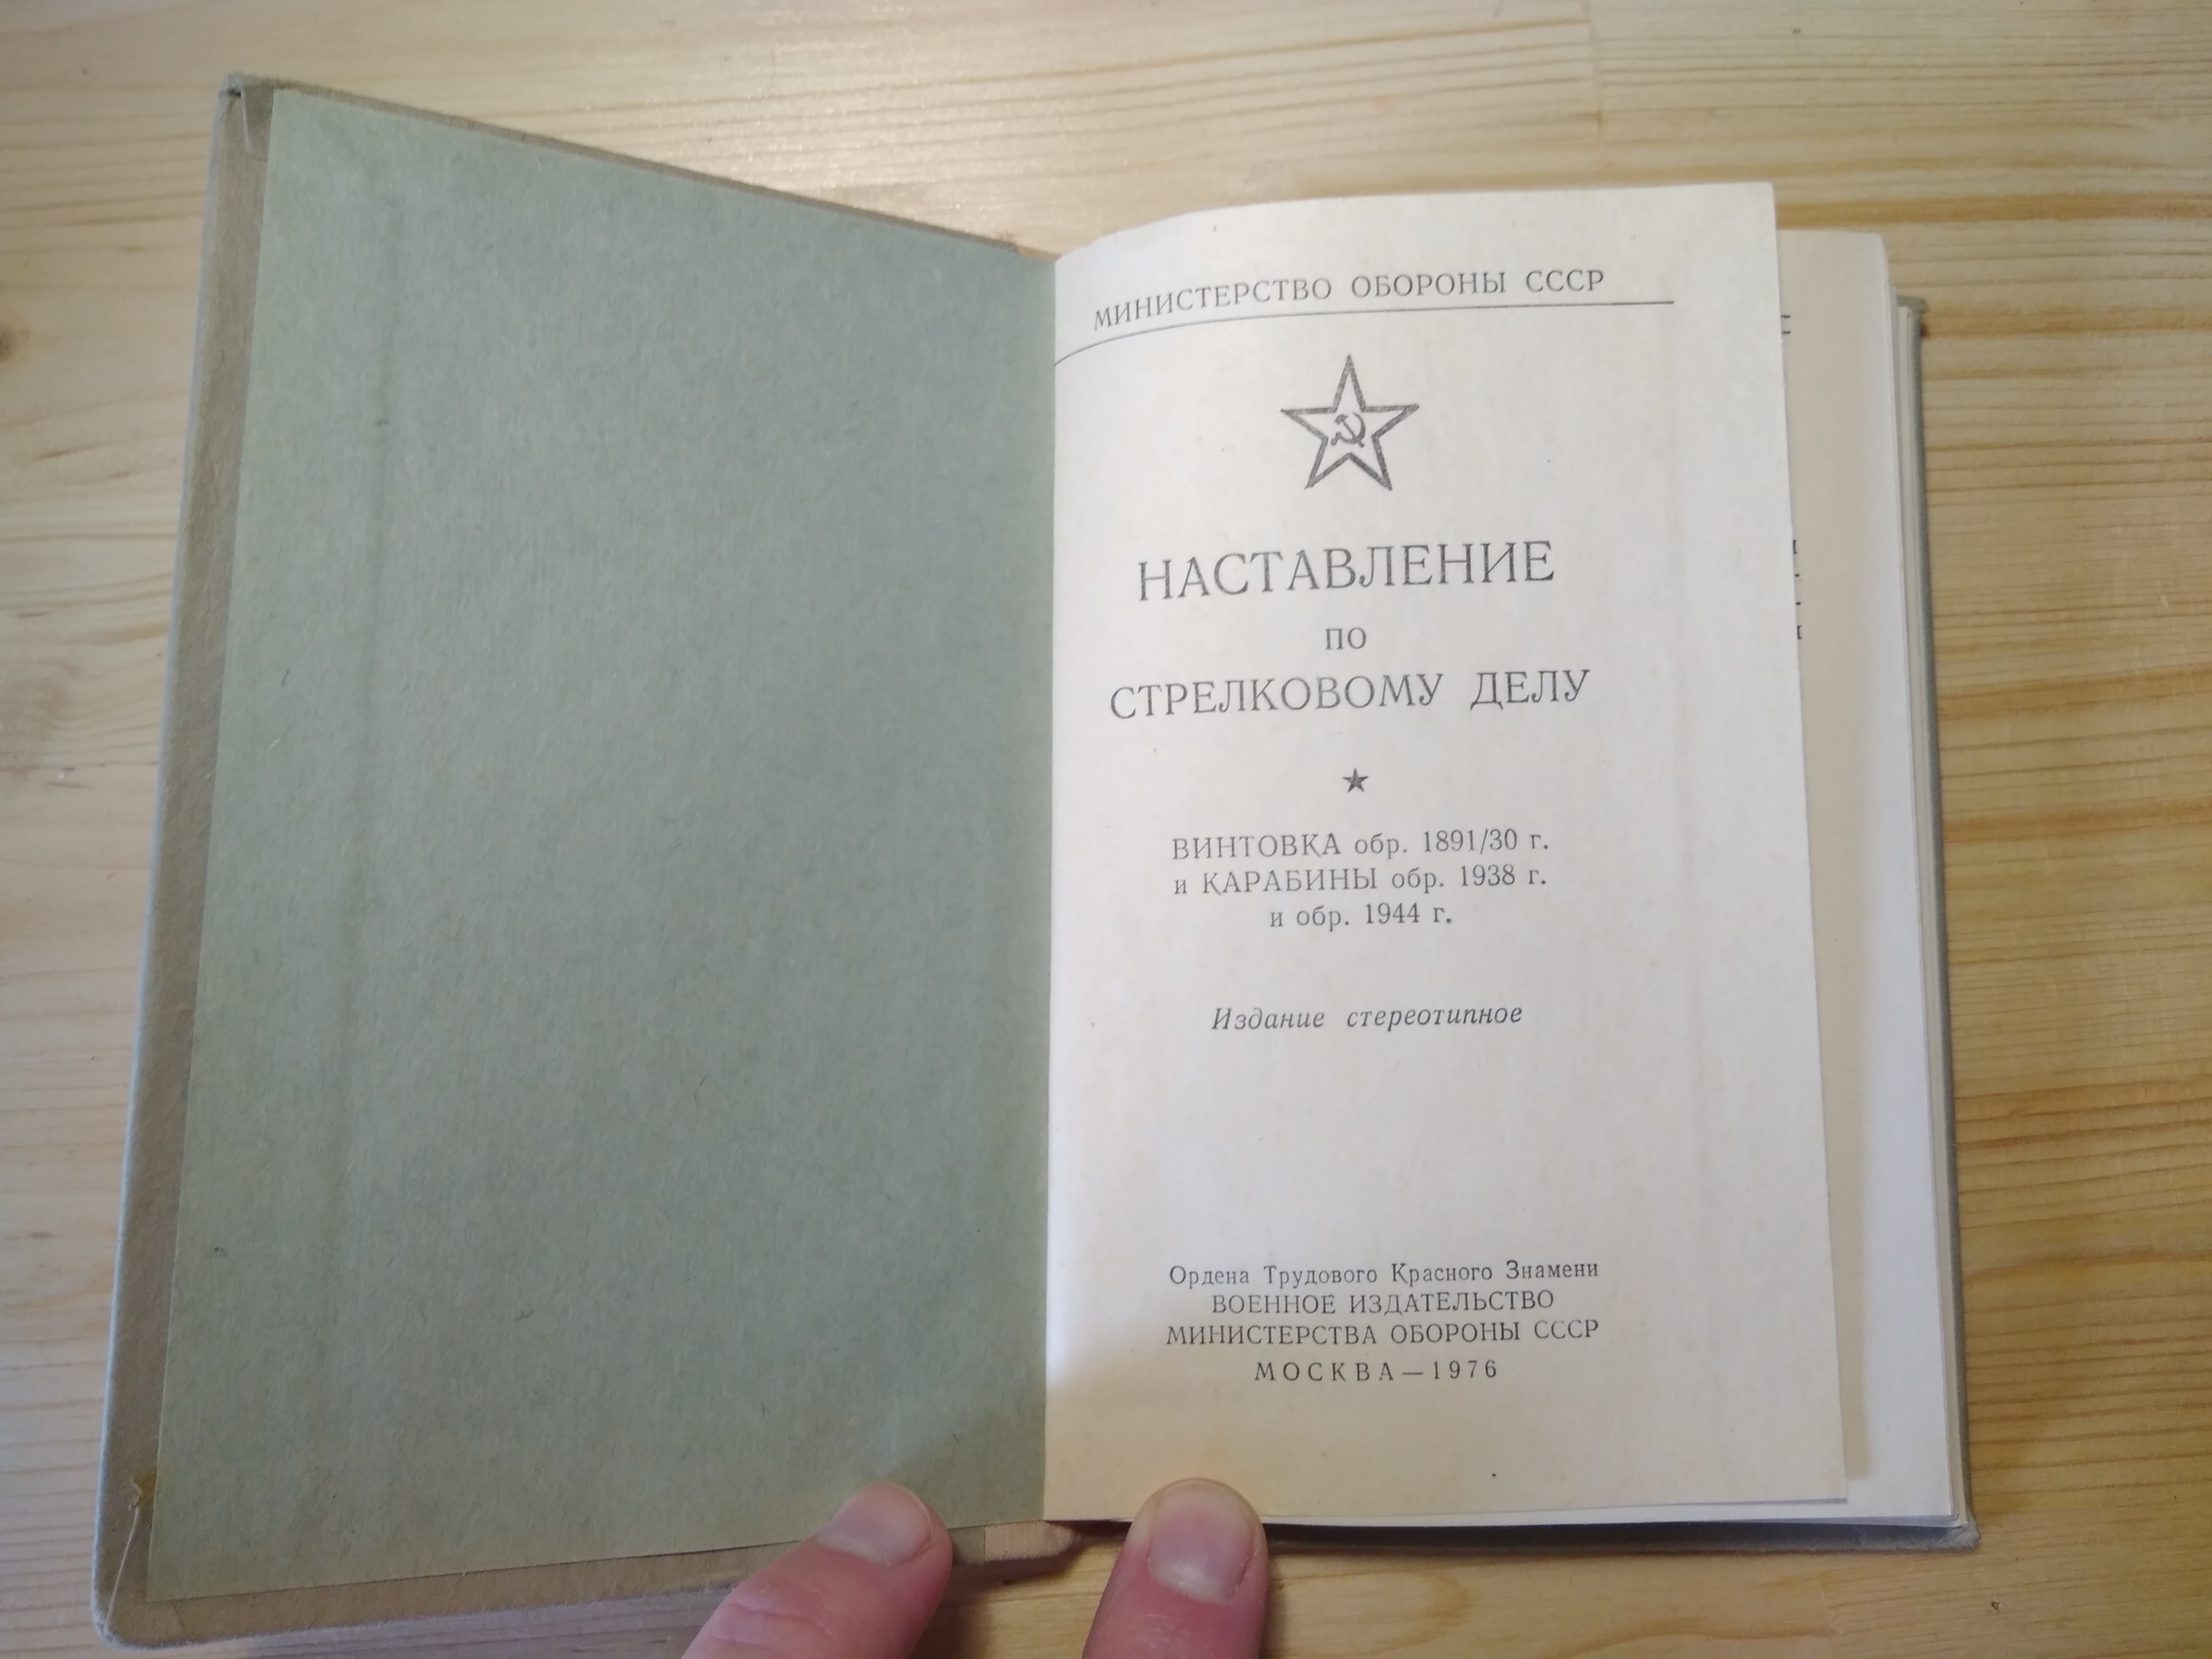 МИНИСТЕРСТВО ОБОРОНЫ СССР
НАСТАВЛЕНИЕ
ПО
СТРЕЛКОВОМУ ДЕЛУ
★
ВИНТОВКА обр. 1891/30 г.
и КАРАБИНЫ обр. 1938 г.
и обр. 1944 г.
Издание стереотипное
Ордена Трудового Красного Знамени
ВОЕННОЕ ИЗДАТЕЛЬСТВО
МИНИСТЕРСТВА ОБОРОНЫ СССР
МОСКВА — 1976